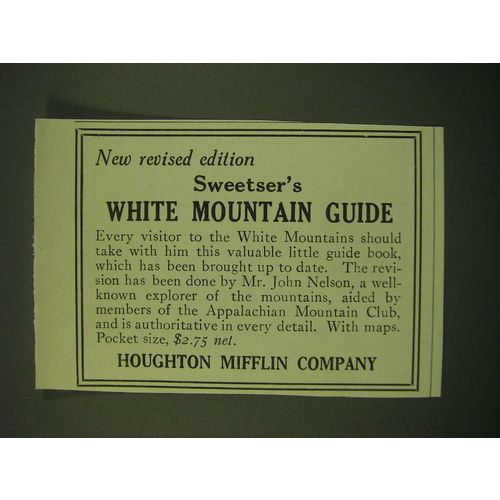 New revised edition
Sweetser's
WHITE MOUNTAIN GUIDE
Every visitor to the White Mountains should
take with him this valuable little guide book,
which has been brought up to date. The revi-
sion has been done by Mr. John Nelson, a well-
known explorer of the mountains, aided by
members of the Appalachian Mountain Club,
and is authoritative in every detail. With maps.
Pocket size, $2.75 net.
HOUGHTON MIFFLIN COMPANY